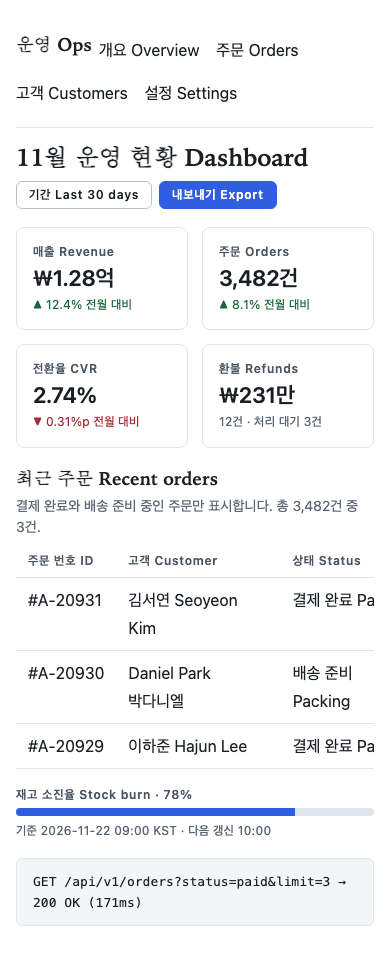 운영 Ops 개요 Overview 주문 Orders
고객 Customers 설정 Settings
11월 운영 현황 Dashboard
기간 Last 30 days 내보내기 Export
매출 Revenue
₩1.28억
▲ 12.4% 전월 대비
주문 Orders
3,482건
▲ 8.1% 전월 대비
전환율 CVR
2.74%
▼ 0.31%p 전월 대비
환불 Refunds
₩231만
12건 · 처리 대기 3건
최근 주문 Recent orders
결제 완료와 배송 준비 중인 주문만 표시합니다. 총 3,482건 중
3건.
주문 번호 ID 고객 Customer 상태 Status
#A-20931 김서연 Seoyeon 결제 완료 Pa
Kim
#A-20930 Daniel Park 배송 준비
박다니엘 Packing
#A-20929 이하준 Hajun Lee 결제 완료 Pa
재고 소진율 Stock burn · 78%
기준 2026-11-22 09:00 KST · 다음 갱신 10:00
GET /api/v1/orders?status=paid&limit=3 →
200 OK (171ms)